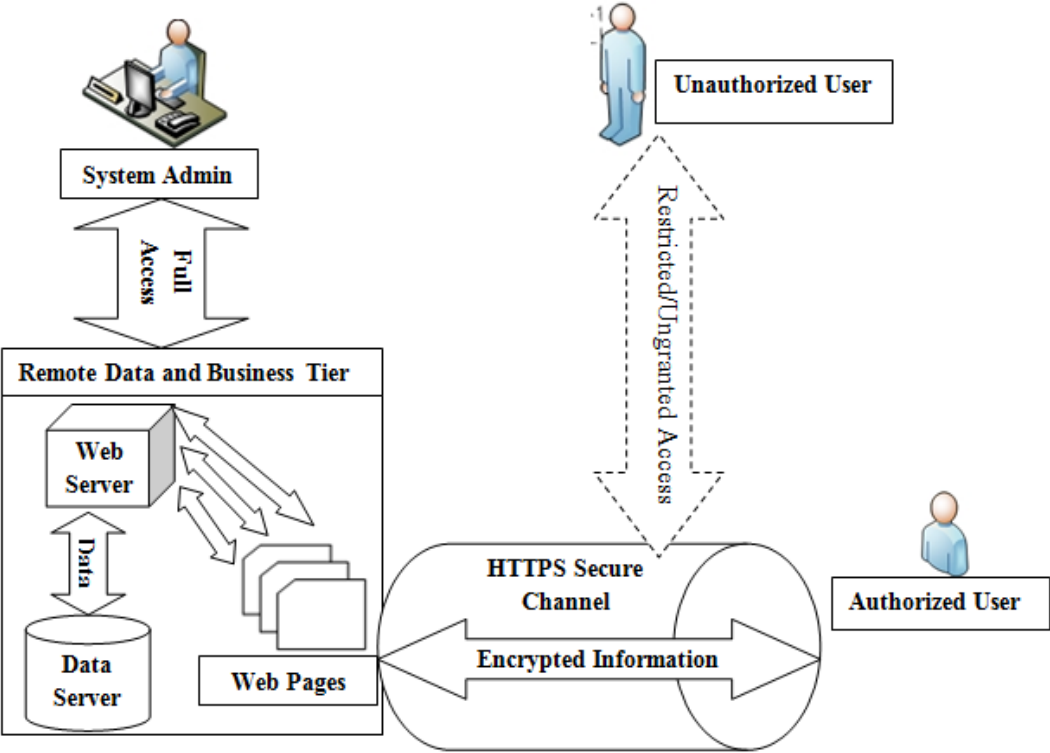 System Admin
Unauthorized User
Full
Access
Restricted/Ungranted Access
Remote Data and Business Tier
Web
Server
Data
Data
Server
Web Pages
HTTPS Secure
Channel
Encrypted Information
Authorized User